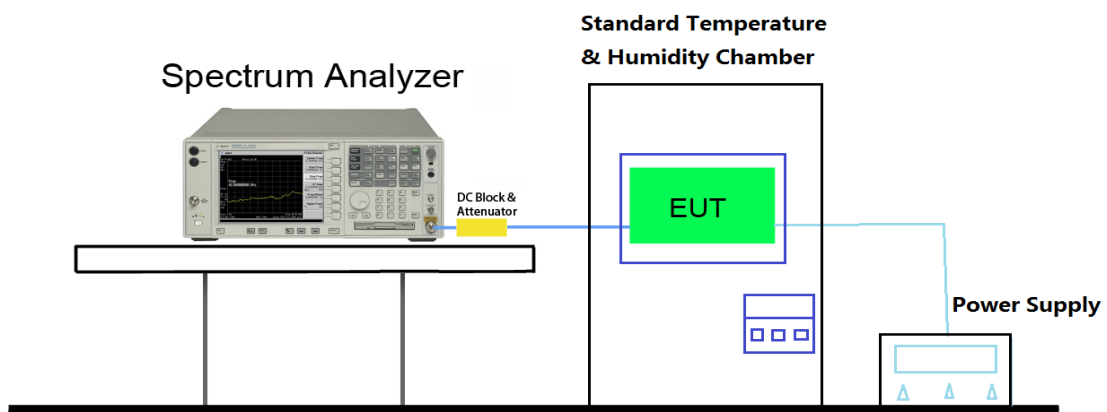 Standard Temperature
& Humidity Chamber
Spectrum Analyzer
DC Block &
Attenuator
EUT
Power Supply